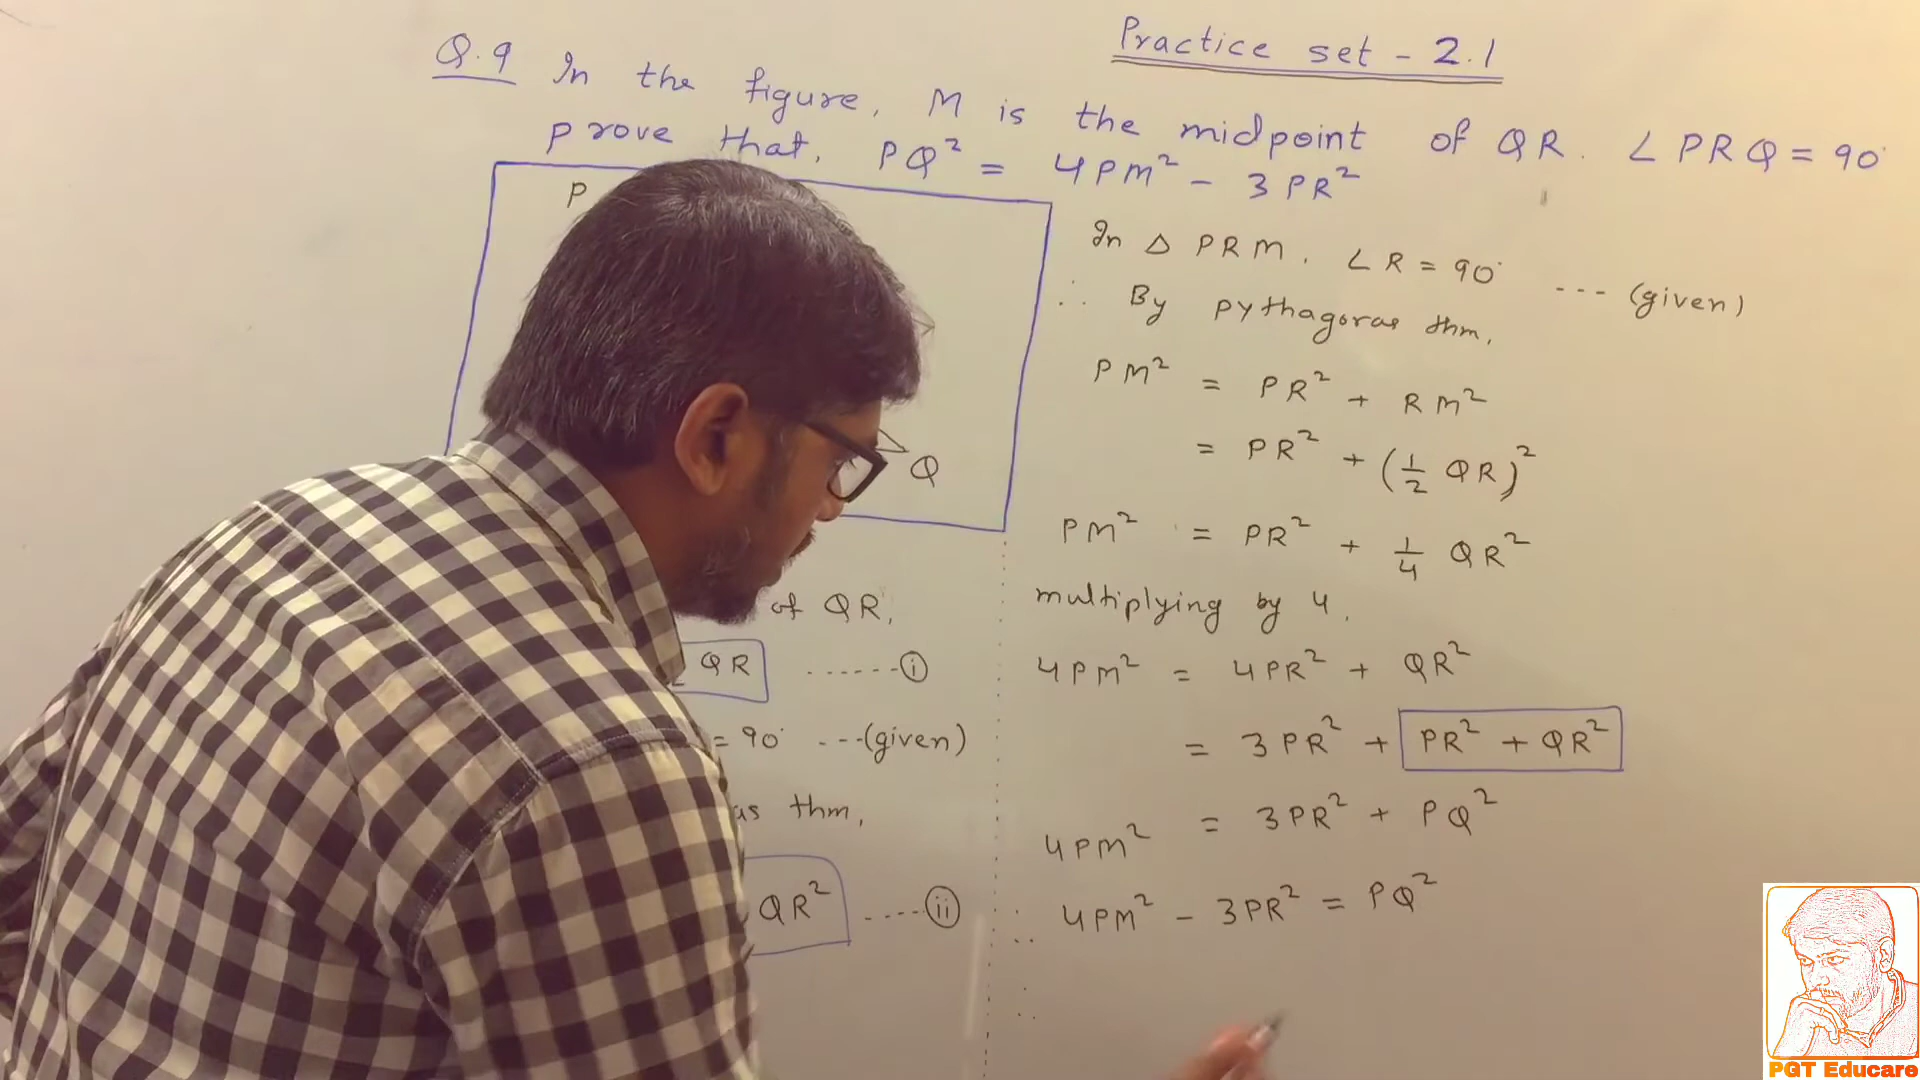 Practice set - 2.1
Q.9 In the figure, M is the midpoint of QR. ∠PRQ = 90°
prove that, PQ² = 4PM² - 3PR²
P
Q
of QR,
QR ......(i)
= 90° ---(given)
thm,
QR² .....(ii)
In △ PRM, ∠R = 90° --- (given)
∴ By pythagoras thm,
PM² = PR² + RM²
= PR² + (1/2 QR)²
PM² = PR² + 1/4 QR²
multiplying by 4,
4PM² = 4PR² + QR²
= 3PR² + PR² + QR²
4PM² = 3PR² + PQ²
∴ 4PM² - 3PR² = PQ²
∴
PGT Educare